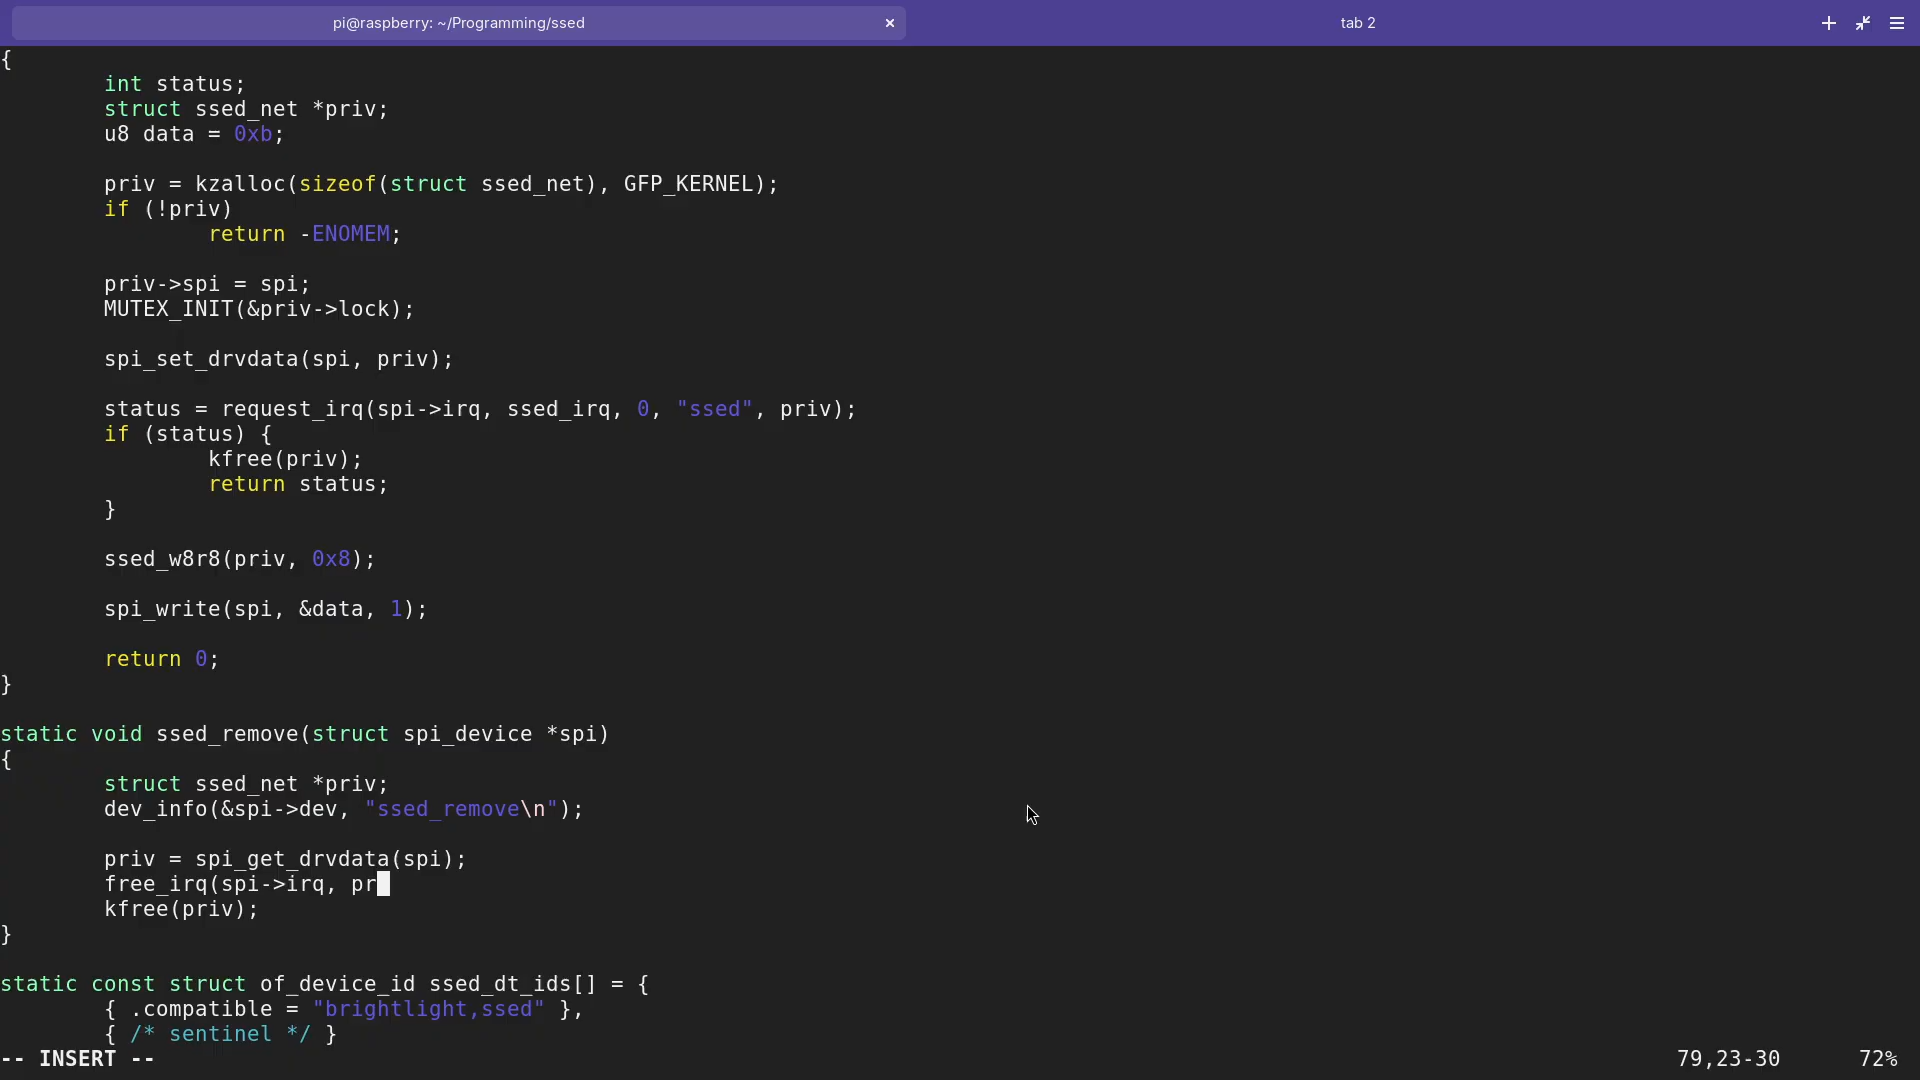 pi@raspberry: ~/Programming/ssed
tab 2
{
        int status;
        struct ssed_net *priv;
        u8 data = 0xb;

        priv = kzalloc(sizeof(struct ssed_net), GFP_KERNEL);
        if (!priv)
                return -ENOMEM;

        priv->spi = spi;
        MUTEX_INIT(&priv->lock);

        spi_set_drvdata(spi, priv);

        status = request_irq(spi->irq, ssed_irq, 0, "ssed", priv);
        if (status) {
                kfree(priv);
                return status;
        }

        ssed_w8r8(priv, 0x8);

        spi_write(spi, &data, 1);

        return 0;
}

static void ssed_remove(struct spi_device *spi)
{
        struct ssed_net *priv;
        dev_info(&spi->dev, "ssed_remove\n");

        priv = spi_get_drvdata(spi);
        free_irq(spi->irq, pr
        kfree(priv);
}

static const struct of_device_id ssed_dt_ids[] = {
        { .compatible = "brightlight,ssed" },
        { /* sentinel */ }
-- INSERT --                    79,23-30      72%